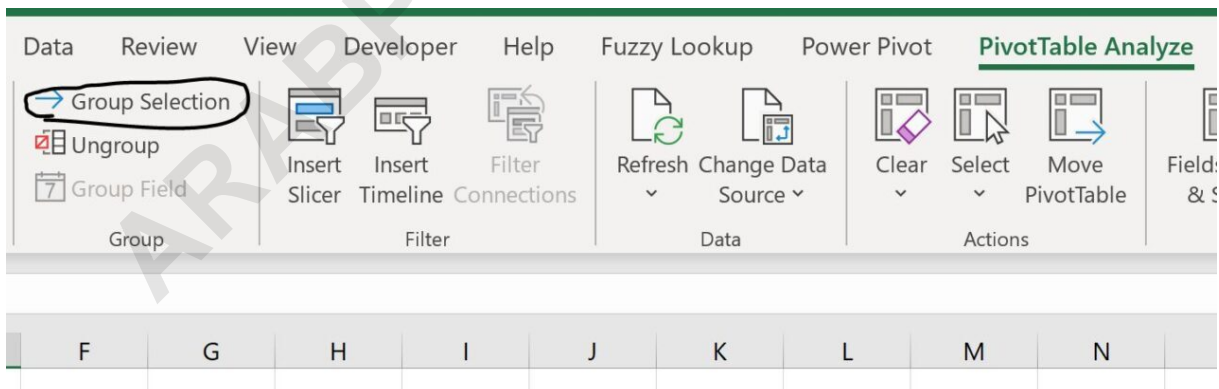 Data Review View Developer Help Fuzzy Lookup Power Pivot PivotTable Analyze
Group Selection
Ungroup
7 Group Field
Group
Insert Slicer
Insert Timeline
Filter Connections
Filter
Refresh
Change Data Source
Data
Clear
Select
Move PivotTable
Actions
F G H I J K L M N